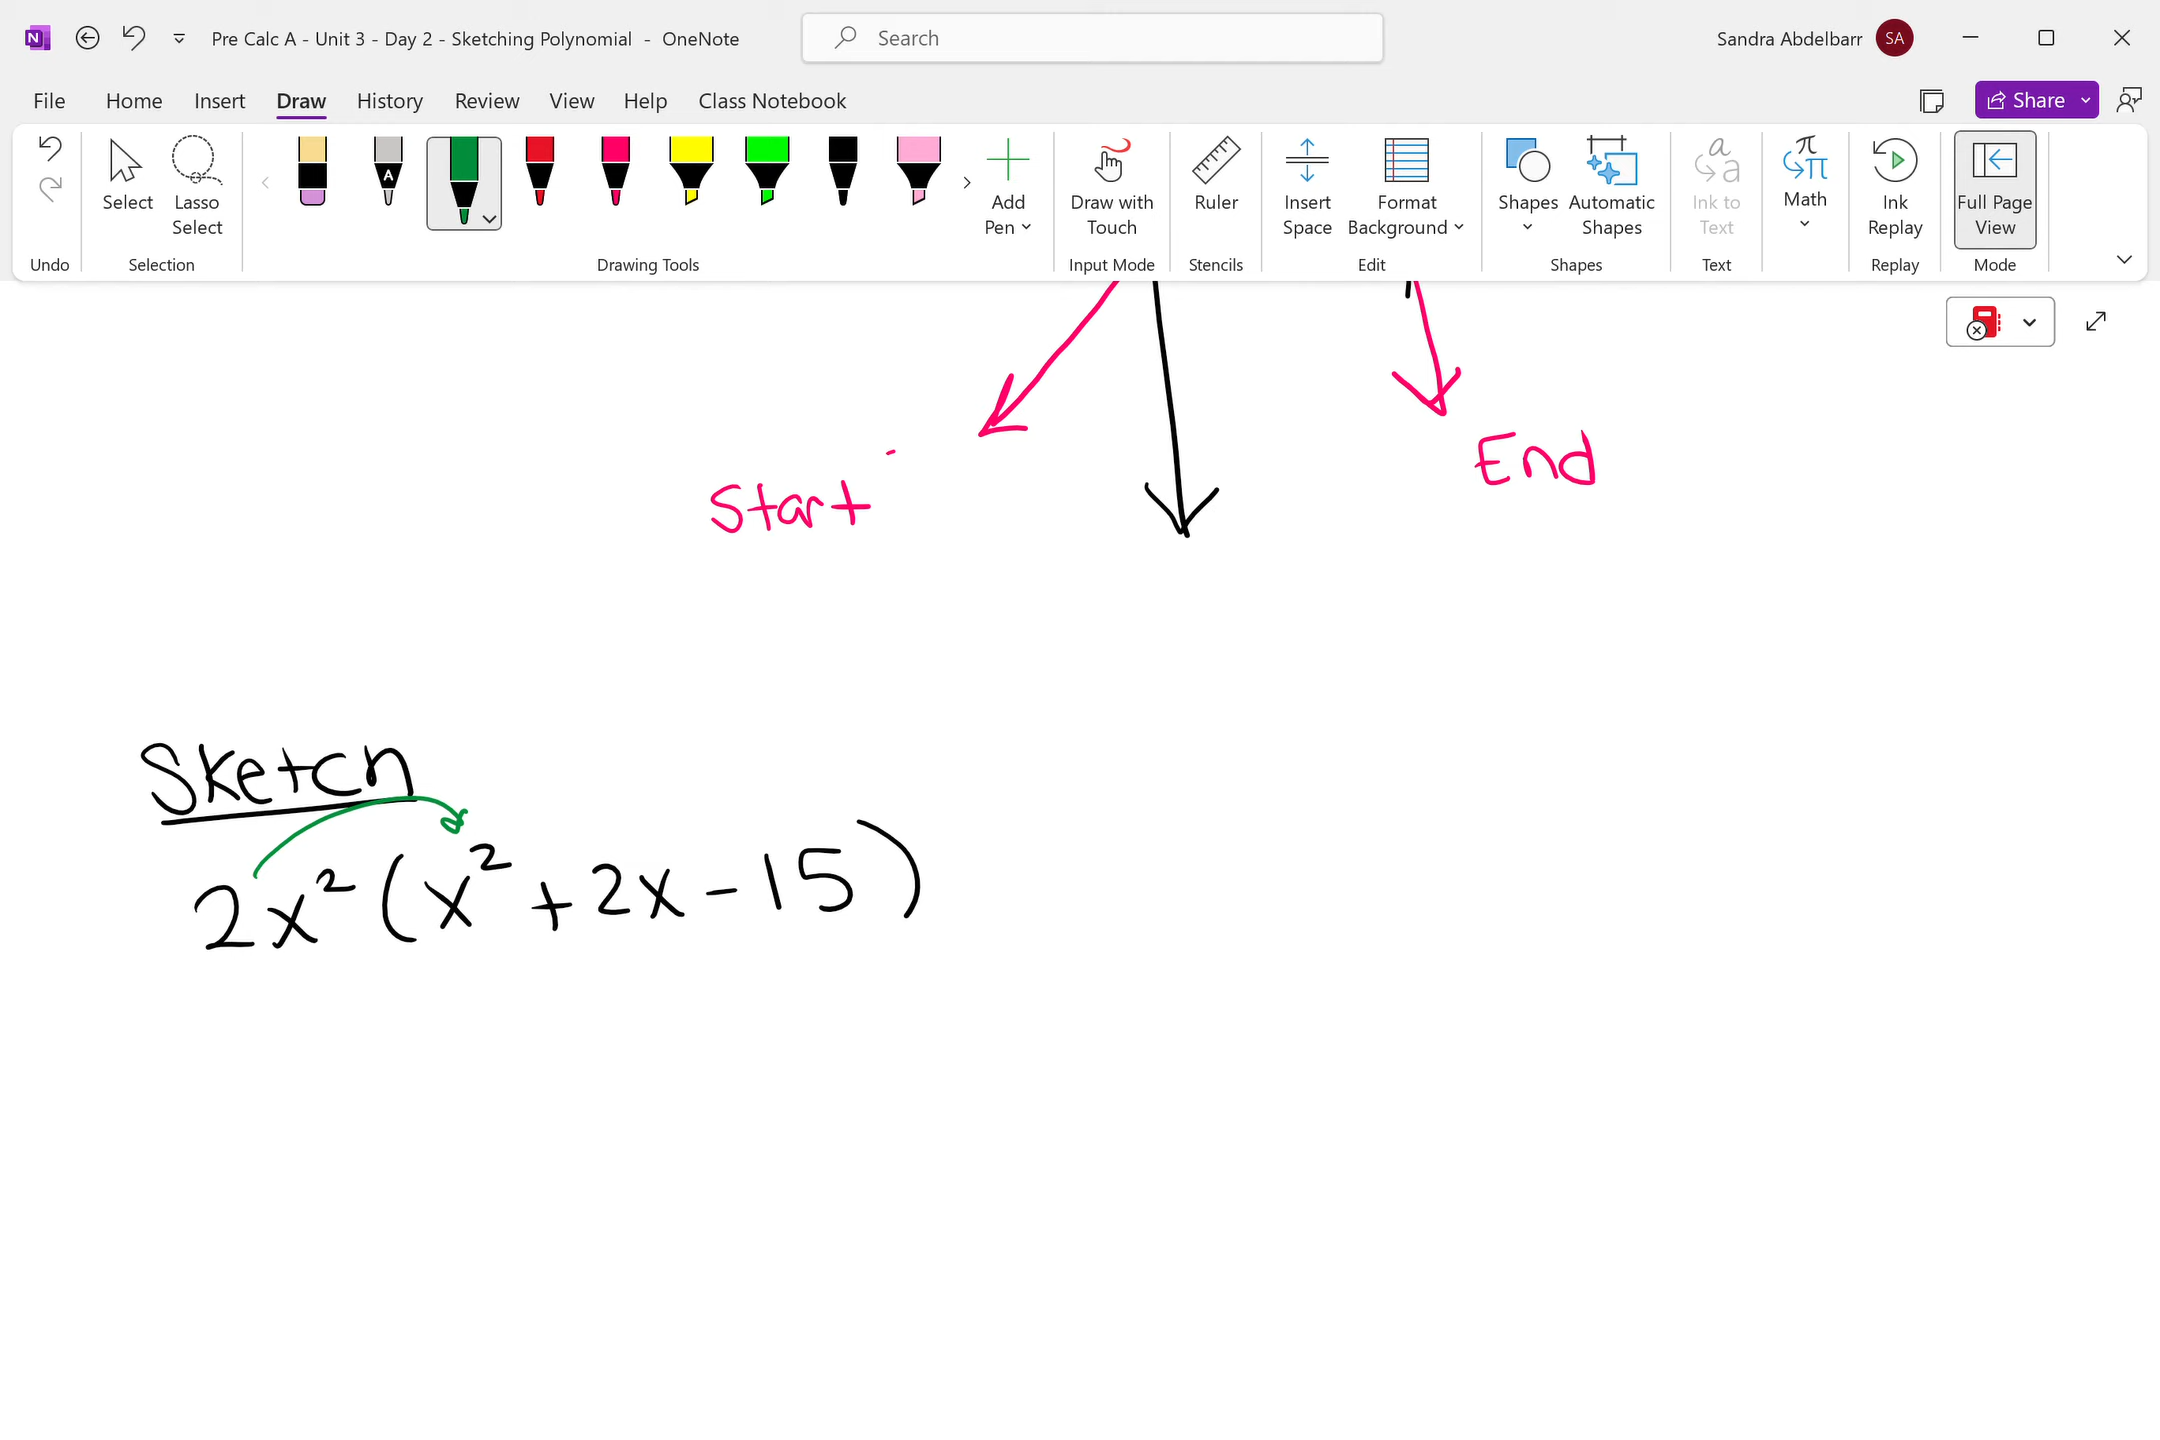 Pre Calc A - Unit 3 - Day 2 - Sketching Polynomial - OneNote
Search
Sandra Abdelbarr SA
File Home Insert Draw History Review View Help Class Notebook
Share
Undo
Select
Lasso Select
Selection
A
Drawing Tools
Add Pen
Draw with Touch
Input Mode
Ruler
Stencils
Insert Space
Format Background
Edit
Shapes
Automatic Shapes
Shapes
Ink to Text
Text
Math
Ink Replay
Replay
Full Page View
Mode
End
Start
Sketch
2x² (x² + 2x - 15)